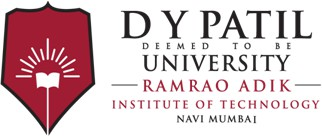 D Y PATIL
DEEMED TO BE
UNIVERSITY
— RAMRAO ADIK —
INSTITUTE OF TECHNOLOGY
NAVI MUMBAI